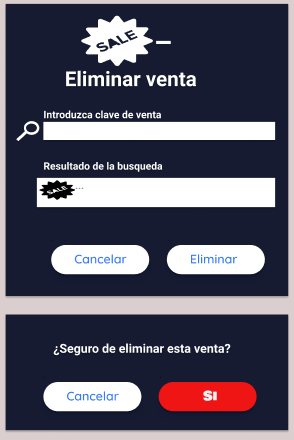 SALE
Eliminar venta
Introduzca clave de venta
Resultado de la busqueda
SALE ...
Cancelar Eliminar
¿Seguro de eliminar esta venta?
Cancelar SI